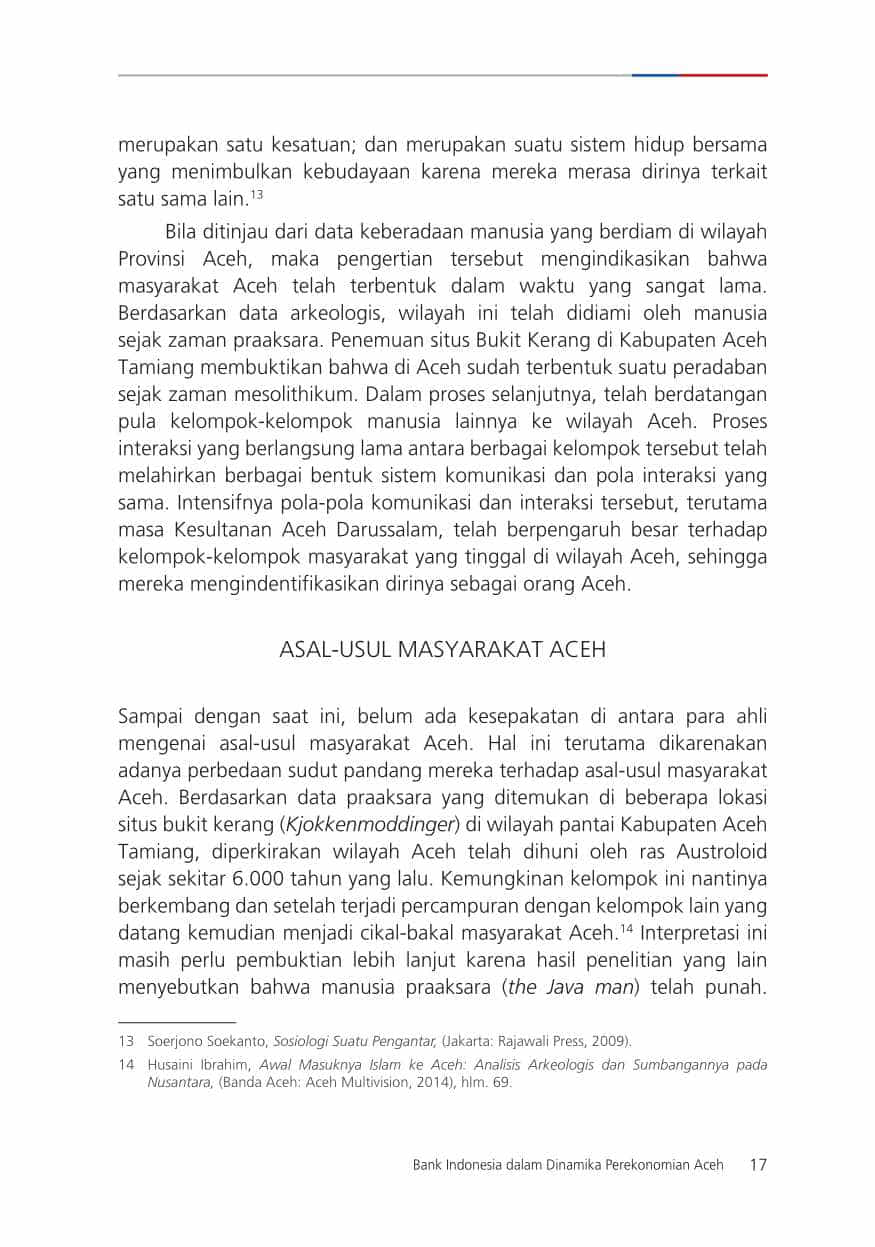 merupakan satu kesatuan; dan merupakan suatu sistem hidup bersama
yang menimbulkan kebudayaan karena mereka merasa dirinya terkait
satu sama lain.13
Bila ditinjau dari data keberadaan manusia yang berdiam di wilayah
Provinsi Aceh, maka pengertian tersebut mengindikasikan bahwa
masyarakat Aceh telah terbentuk dalam waktu yang sangat lama.
Berdasarkan data arkeologis, wilayah ini telah didiami oleh manusia
sejak zaman praaksara. Penemuan situs Bukit Kerang di Kabupaten Aceh
Tamiang membuktikan bahwa di Aceh sudah terbentuk suatu peradaban
sejak zaman mesolithikum. Dalam proses selanjutnya, telah berdatangan
pula kelompok-kelompok manusia lainnya ke wilayah Aceh. Proses
interaksi yang berlangsung lama antara berbagai kelompok tersebut telah
melahirkan berbagai bentuk sistem komunikasi dan pola interaksi yang
sama. Intensifnya pola-pola komunikasi dan interaksi tersebut, terutama
masa Kesultanan Aceh Darussalam, telah berpengaruh besar terhadap
kelompok-kelompok masyarakat yang tinggal di wilayah Aceh, sehingga
mereka mengindentifikasikan dirinya sebagai orang Aceh.
ASAL-USUL MASYARAKAT ACEH
Sampai dengan saat ini, belum ada kesepakatan di antara para ahli
mengenai asal-usul masyarakat Aceh. Hal ini terutama dikarenakan
adanya perbedaan sudut pandang mereka terhadap asal-usul masyarakat
Aceh. Berdasarkan data praaksara yang ditemukan di beberapa lokasi
situs bukit kerang (Kjokkenmoddinger) di wilayah pantai Kabupaten Aceh
Tamiang, diperkirakan wilayah Aceh telah dihuni oleh ras Austroloid
sejak sekitar 6.000 tahun yang lalu. Kemungkinan kelompok ini nantinya
berkembang dan setelah terjadi percampuran dengan kelompok lain yang
datang kemudian menjadi cikal-bakal masyarakat Aceh.14 Interpretasi ini
masih perlu pembuktian lebih lanjut karena hasil penelitian yang lain
menyebutkan bahwa manusia praaksara (the Java man) telah punah.
13 Soerjono Soekanto, Sosiologi Suatu Pengantar, (Jakarta: Rajawali Press, 2009).
14 Husaini Ibrahim, Awal Masuknya Islam ke Aceh: Analisis Arkeologis dan Sumbangannya pada
Nusantara, (Banda Aceh: Aceh Multivision, 2014), hlm. 69.
Bank Indonesia dalam Dinamika Perekonomian Aceh 17